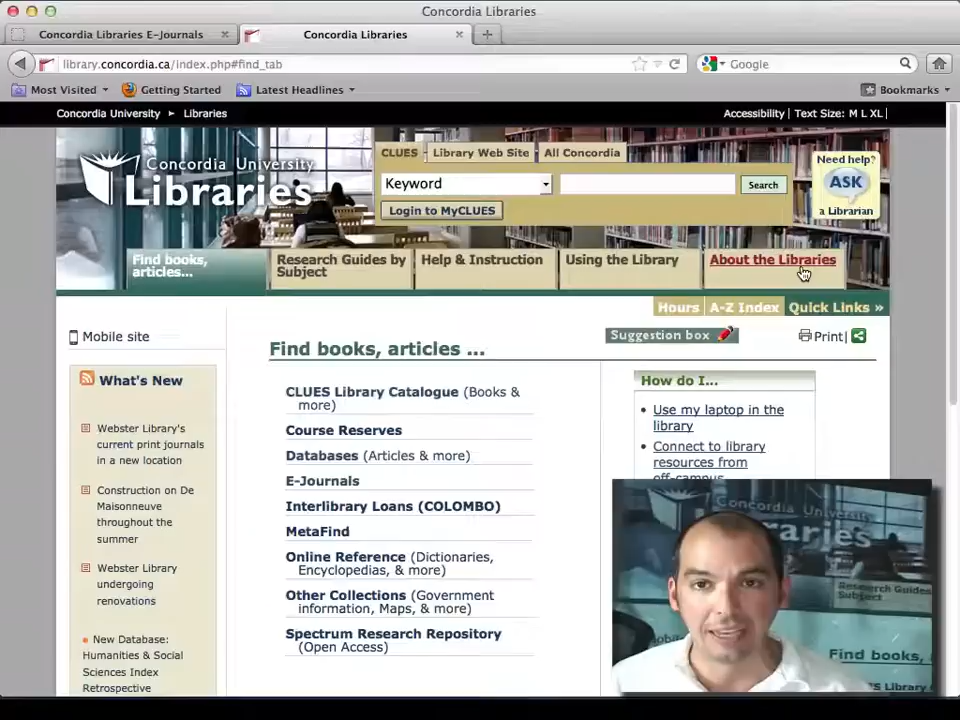 Concordia Libraries
Concordia Libraries E-Journals
Concordia Libraries
library.concordia.ca/index.php#find_tab
Google
Most Visited
Getting Started
Latest Headlines
Bookmarks
Concordia University
Libraries
Accessibility | Text Size: M L XL |
Concordia University
Libraries
CLUES
Library Web Site
All Concordia
Keyword
Search
Login to MyCLUES
Need help?
ASK
a Librarian
Find books,
articles...
Research Guides by
Subject
Help & Instruction
Using the Library
About the Libraries
Hours
A-Z Index
Quick Links »
Mobile site
Suggestion box
Print|
What's New
Webster Library's
current print journals
in a new location
Construction on De
Maisonneuve
throughout the
summer
Webster Library
undergoing
renovations
New Database:
Humanities & Social
Sciences Index
Retrospective
Find books, articles ...
CLUES Library Catalogue (Books &
more)
Course Reserves
Databases (Articles & more)
E-Journals
Interlibrary Loans (COLOMBO)
MetaFind
Online Reference (Dictionaries,
Encyclopedias, & more)
Other Collections (Government
information, Maps, & more)
Spectrum Research Repository
(Open Access)
How do I...
Use my laptop in the
library
Connect to library
resources from
off-campus
Concordia University
Research Guides
Subject
Find books,